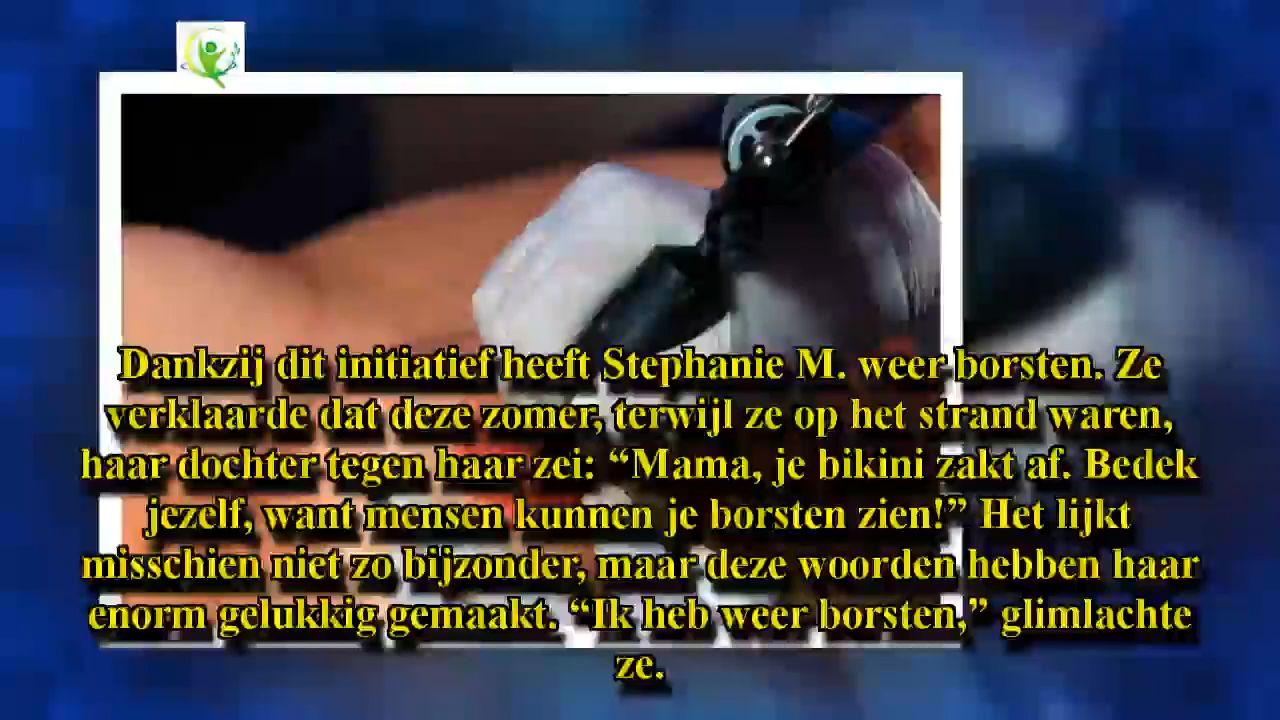 Dankzij dit initiatief heeft Stephanie M. weer borsten. Ze
verklaarde dat deze zomer, terwijl ze op het strand waren,
haar dochter tegen haar zei: “Mama, je bikini zakt af. Bedek
jezelf, want mensen kunnen je borsten zien!” Het lijkt
misschien niet zo bijzonder, maar deze woorden hebben haar
enorm gelukkig gemaakt. “Ik heb weer borsten,” glimlachte
ze.